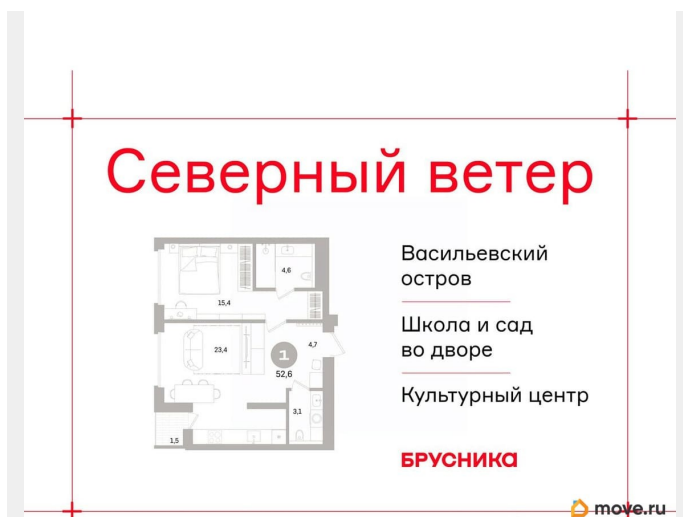 Северный ветер
Васильевский
остров
Школа и сад
во дворе
Культурный центр
БРУСНИКА
4,6
15,4
23,4
1
4,7
52,6
3,1
1,5
move.ru